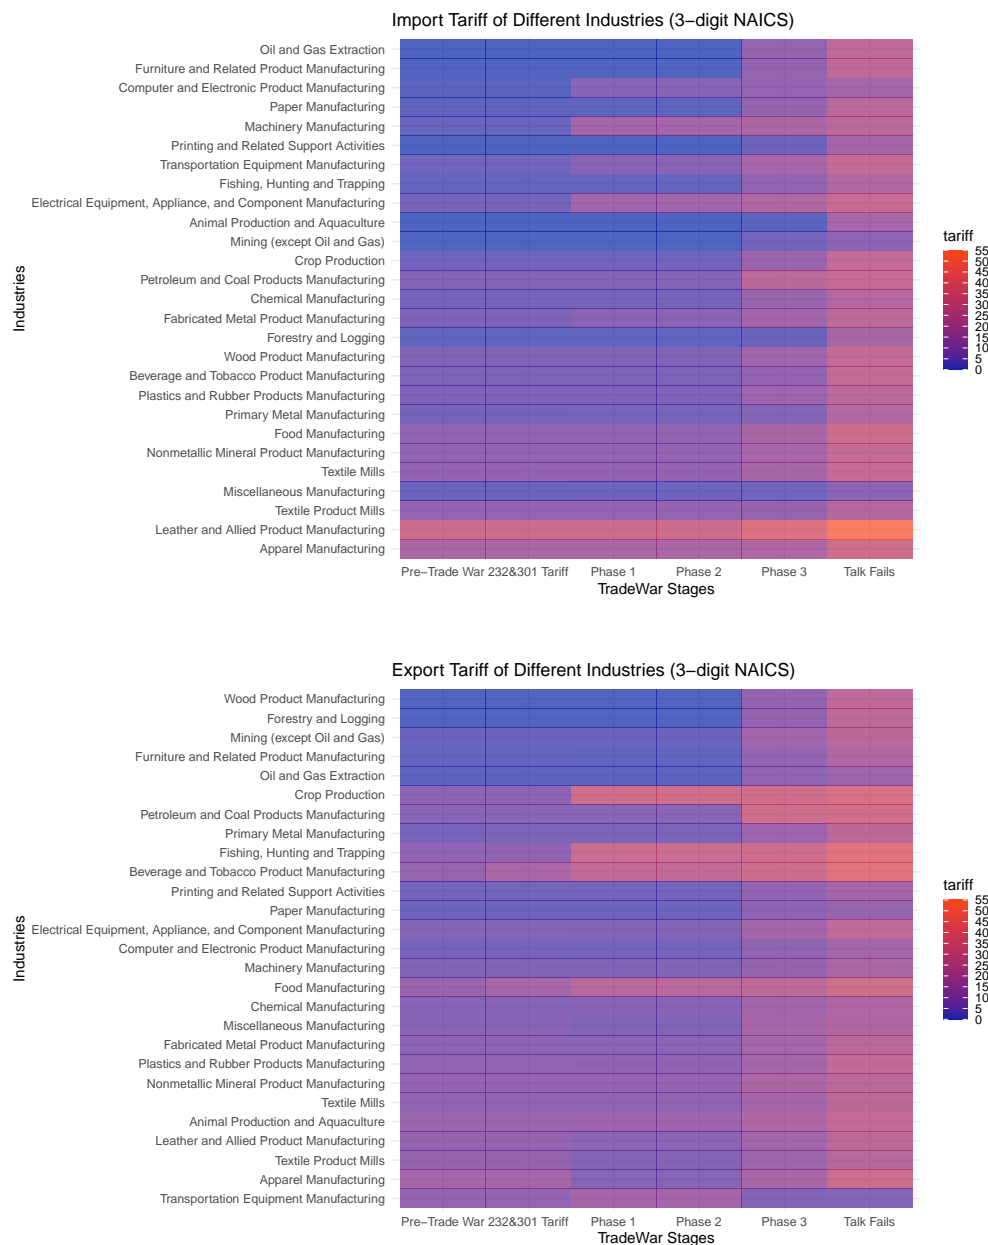 Import Tariff of Different Industries (3−digit NAICS)
Oil and Gas Extraction
Furniture and Related Product Manufacturing
Computer and Electronic Product Manufacturing
Paper Manufacturing
Machinery Manufacturing
Printing and Related Support Activities
Transportation Equipment Manufacturing
Fishing, Hunting and Trapping
Electrical Equipment, Appliance, and Component Manufacturing
Animal Production and Aquaculture
Mining (except Oil and Gas)
Crop Production
Petroleum and Coal Products Manufacturing
Chemical Manufacturing
Fabricated Metal Product Manufacturing
Forestry and Logging
Wood Product Manufacturing
Beverage and Tobacco Product Manufacturing
Plastics and Rubber Products Manufacturing
Primary Metal Manufacturing
Food Manufacturing
Nonmetallic Mineral Product Manufacturing
Textile Mills
Miscellaneous Manufacturing
Textile Product Mills
Leather and Allied Product Manufacturing
Apparel Manufacturing
Industries
Pre−Trade War 232&301 Tariff Phase 1 Phase 2 Phase 3 Talk Fails
TradeWar Stages
tariff
55
50
45
40
35
30
25
20
15
10
5
0
Export Tariff of Different Industries (3−digit NAICS)
Wood Product Manufacturing
Forestry and Logging
Mining (except Oil and Gas)
Furniture and Related Product Manufacturing
Oil and Gas Extraction
Crop Production
Petroleum and Coal Products Manufacturing
Primary Metal Manufacturing
Fishing, Hunting and Trapping
Beverage and Tobacco Product Manufacturing
Printing and Related Support Activities
Paper Manufacturing
Electrical Equipment, Appliance, and Component Manufacturing
Computer and Electronic Product Manufacturing
Machinery Manufacturing
Food Manufacturing
Chemical Manufacturing
Miscellaneous Manufacturing
Fabricated Metal Product Manufacturing
Plastics and Rubber Products Manufacturing
Nonmetallic Mineral Product Manufacturing
Textile Mills
Animal Production and Aquaculture
Leather and Allied Product Manufacturing
Textile Product Mills
Apparel Manufacturing
Transportation Equipment Manufacturing
Industries
Pre−Trade War 232&301 Tariff Phase 1 Phase 2 Phase 3 Talk Fails
TradeWar Stages
tariff
55
50
45
40
35
30
25
20
15
10
5
0